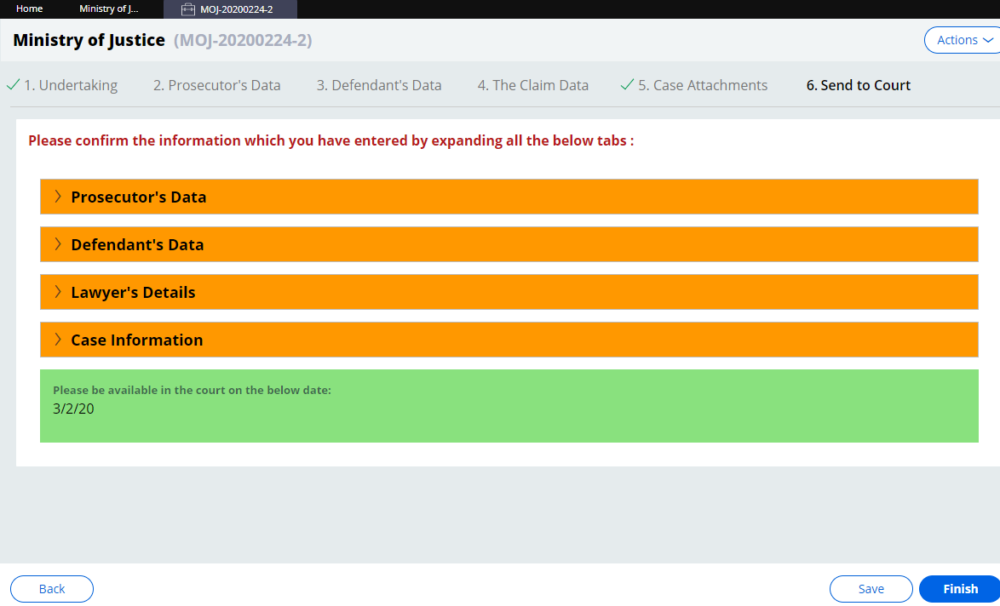 Home Ministry of J... MOJ-20200224-2
Ministry of Justice (MOJ-20200224-2) Actions
1. Undertaking 2. Prosecutor's Data 3. Defendant's Data 4. The Claim Data 5. Case Attachments 6. Send to Court
Please confirm the information which you have entered by expanding all the below tabs :
Prosecutor's Data
Defendant's Data
Lawyer's Details
Case Information
Please be available in the court on the below date:
3/2/20
Back Save Finish